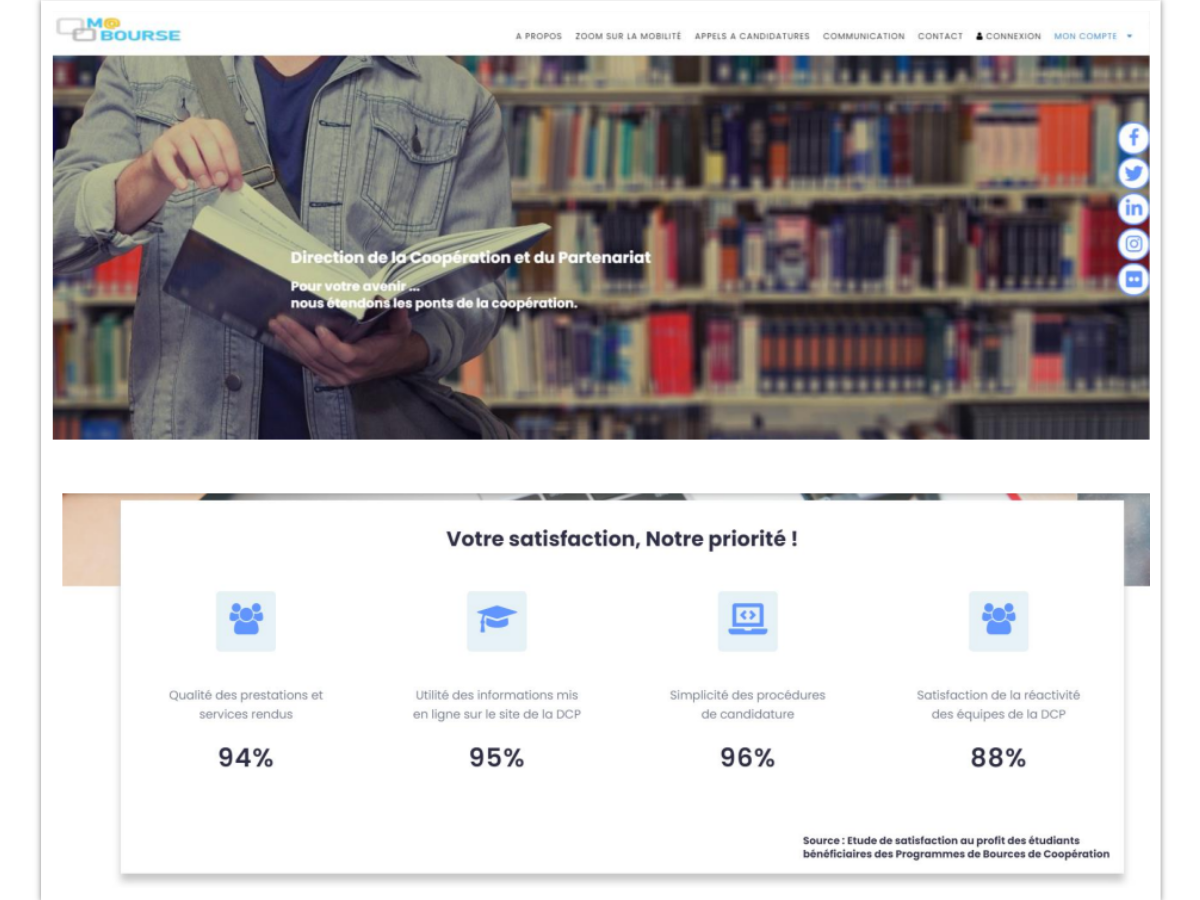 M@
BOURSE
A PROPOS ZOOM SUR LA MOBILITÉ APPELS A CANDIDATURES COMMUNICATION CONTACT CONNEXION MON COMPTE
Direction de la Coopération et du Partenariat
Pour votre avenir ...
nous étendons les ponts de la coopération.
Votre satisfaction, Notre priorité !
Qualité des prestations et
services rendus
94%
Utilité des informations mis
en ligne sur le site de la DCP
95%
Simplicité des procédures
de candidature
96%
Satisfaction de la réactivité
des équipes de la DCP
88%
Source : Etude de satisfaction au profit des étudiants
bénéficiaires des Programmes de Bources de Coopération